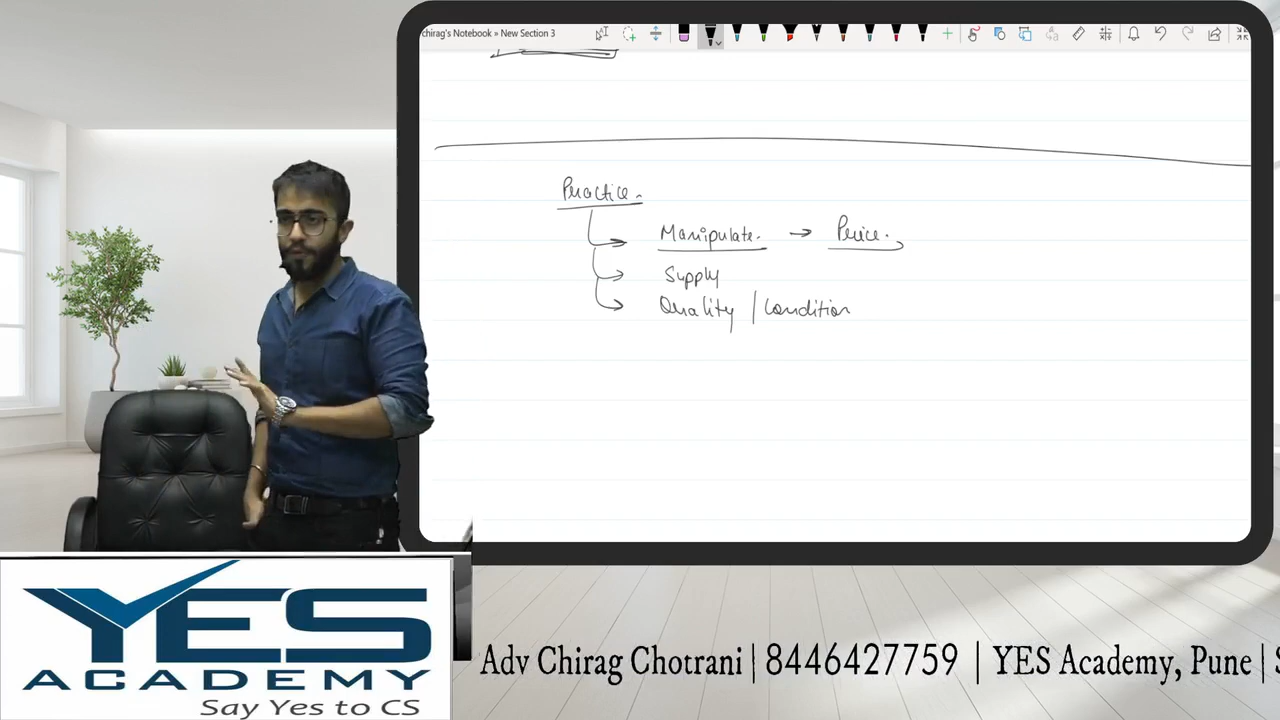 chirag's Notebook » New Section 3
Practice.
Manipulate. → Price.
Supply
Quality / Condition
YES
ACADEMY
Say Yes to CS
Adv Chirag Chotrani | 8446427759 | YES Academy, Pune |